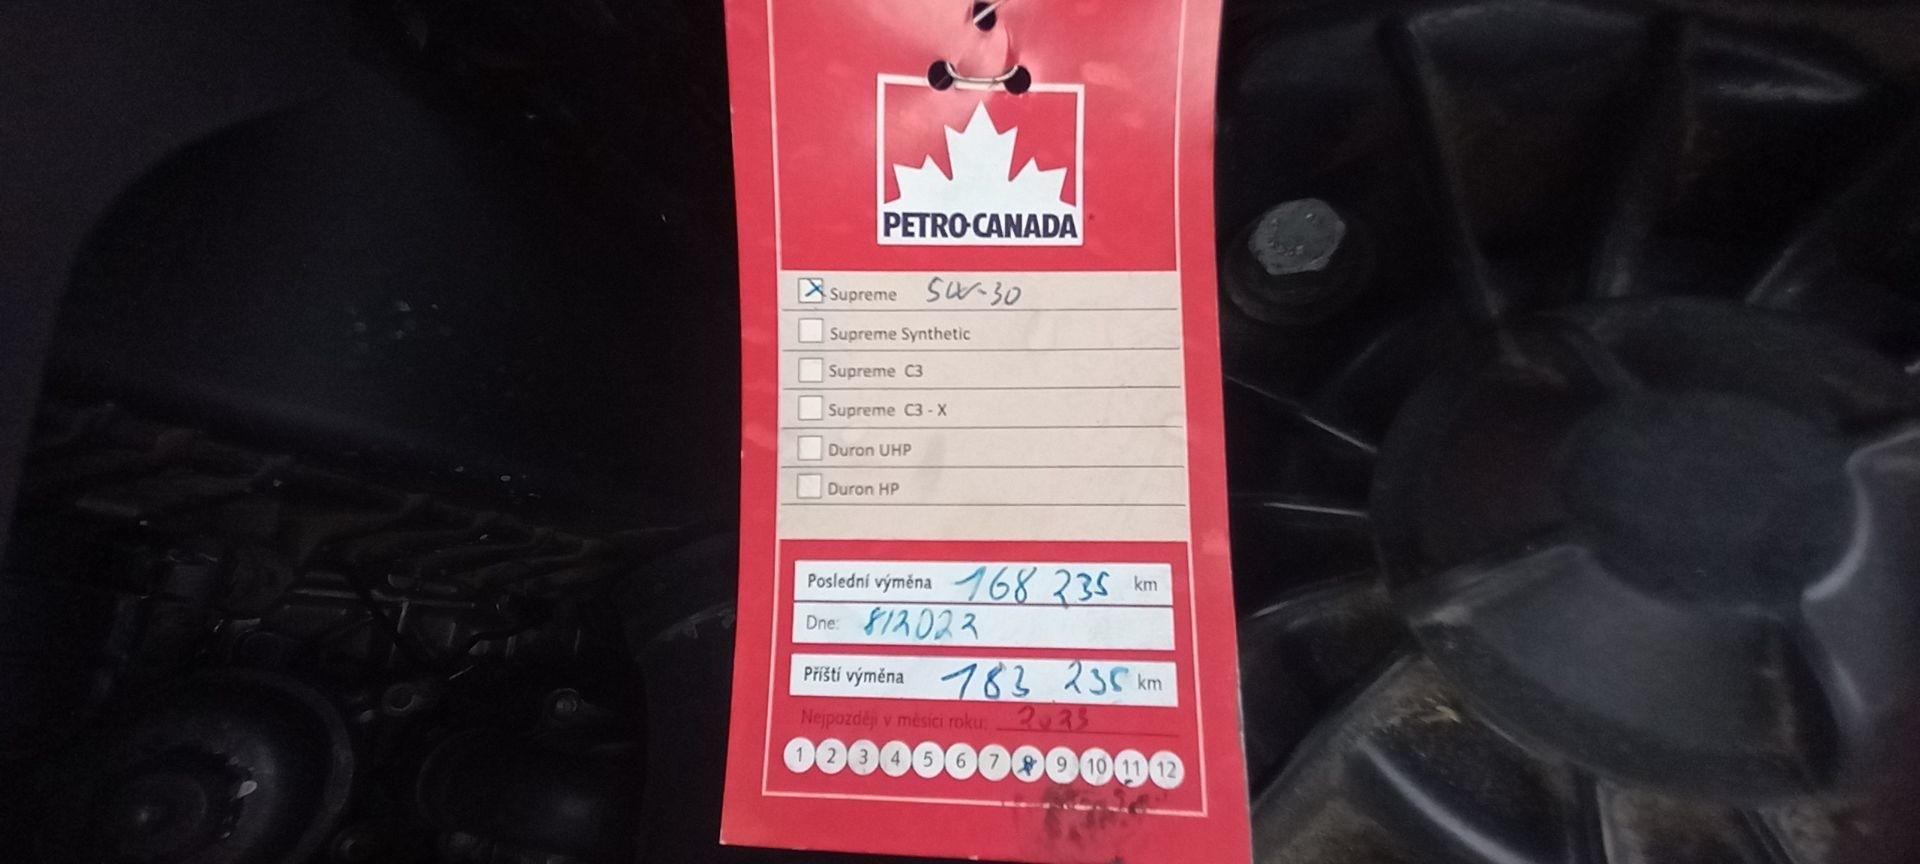 PETRO-CANADA
X Supreme 5W-30
Supreme Synthetic
Supreme C3
Supreme C3 - X
Duron UHP
Duron HP
Poslední výměna 168 235 km
Dne: 8/2022
Příští výměna 183 235 km
Nejpozději v měsíci roku: 2023
1 2 3 4 5 6 7 8 9 10 11 12